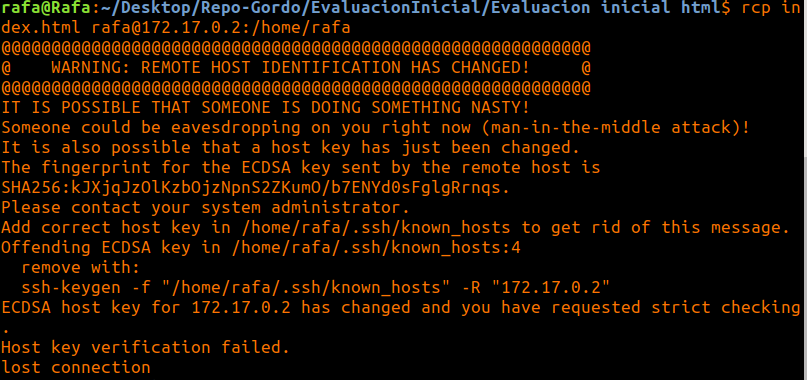 rafa@Rafa:~/Desktop/Repo-Gordo/EvaluacionInicial/Evaluacion inicial html$ rcp in
dex.html rafa@172.17.0.2:/home/rafa
@@@@@@@@@@@@@@@@@@@@@@@@@@@@@@@@@@@@@@@@@@@@@@@@@@@@@@@@@@@
@    WARNING: REMOTE HOST IDENTIFICATION HAS CHANGED!     @
@@@@@@@@@@@@@@@@@@@@@@@@@@@@@@@@@@@@@@@@@@@@@@@@@@@@@@@@@@@
IT IS POSSIBLE THAT SOMEONE IS DOING SOMETHING NASTY!
Someone could be eavesdropping on you right now (man-in-the-middle attack)!
It is also possible that a host key has just been changed.
The fingerprint for the ECDSA key sent by the remote host is
SHA256:kJXjqJzOlKzbOjzNpnS2ZKumO/b7ENYd0sFglgRrnqs.
Please contact your system administrator.
Add correct host key in /home/rafa/.ssh/known_hosts to get rid of this message.
Offending ECDSA key in /home/rafa/.ssh/known_hosts:4
  remove with:
  ssh-keygen -f "/home/rafa/.ssh/known_hosts" -R "172.17.0.2"
ECDSA host key for 172.17.0.2 has changed and you have requested strict checking
.
Host key verification failed.
lost connection